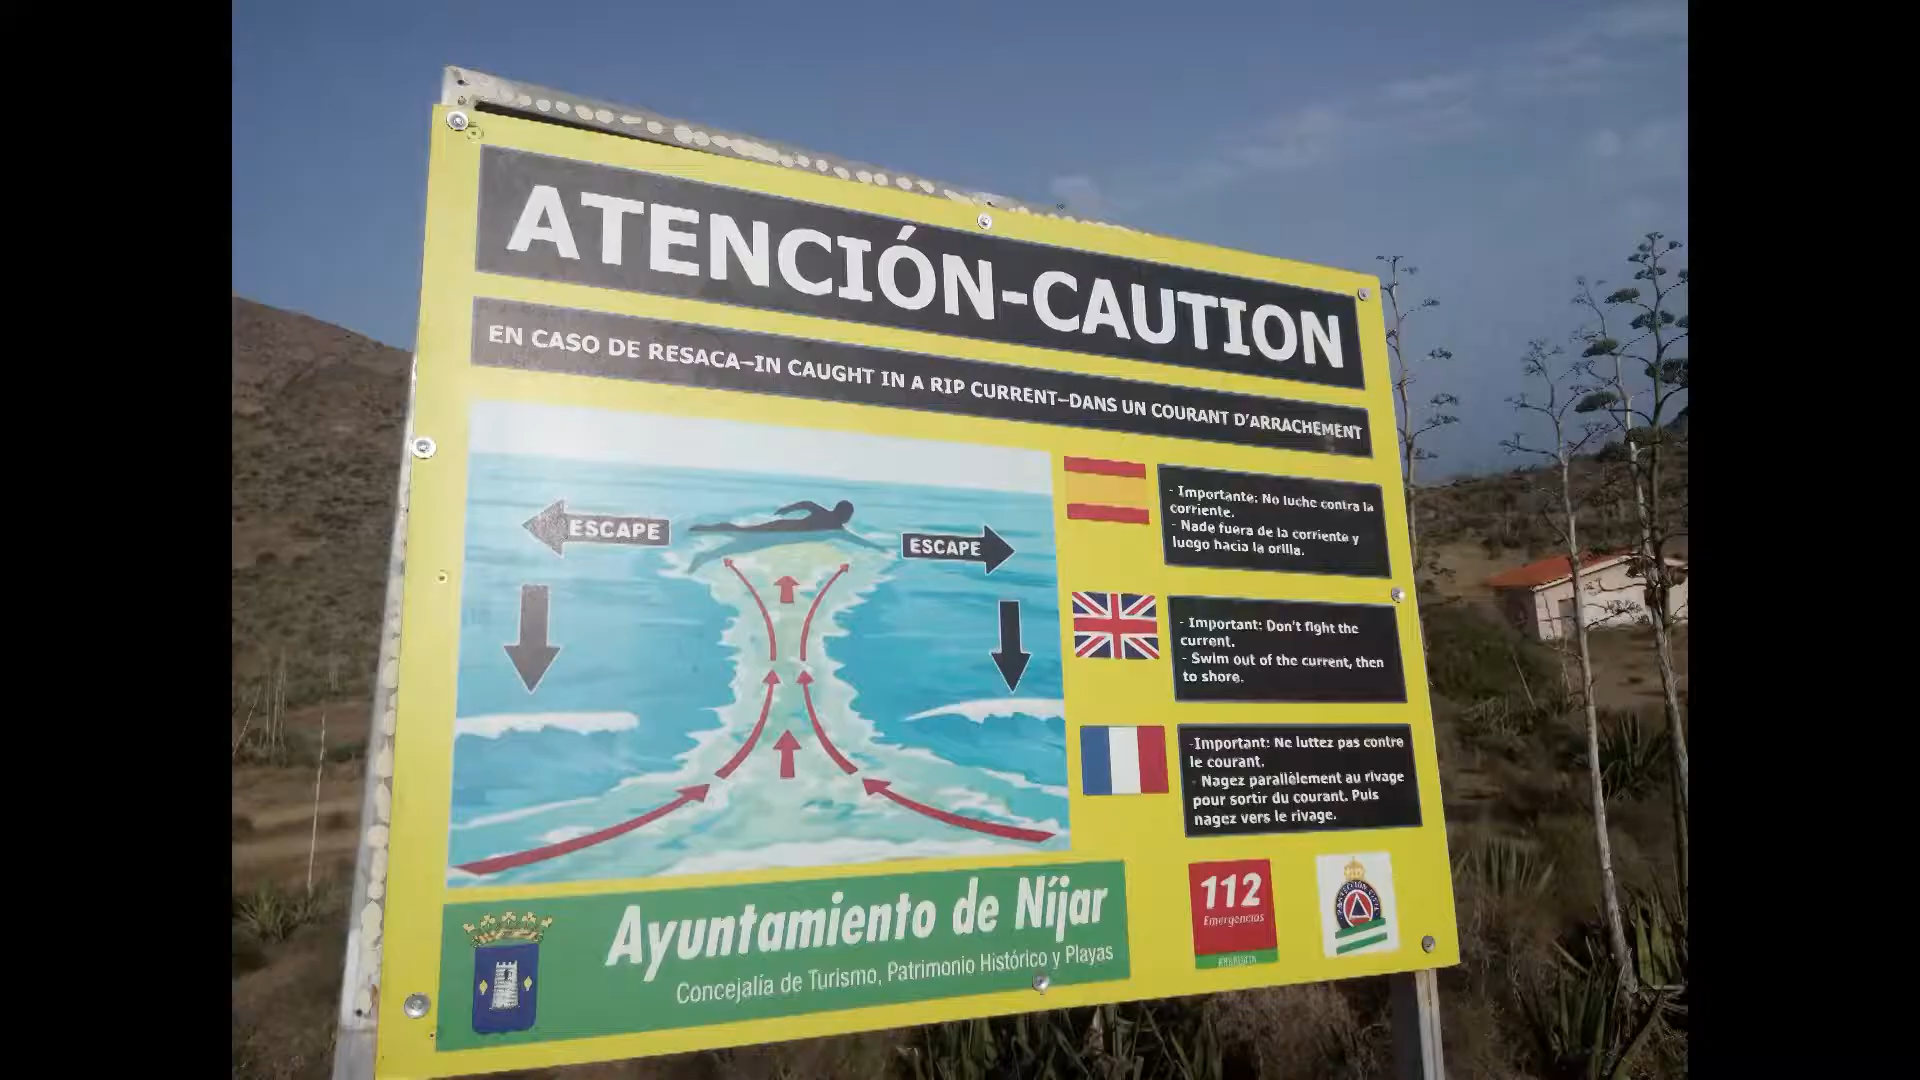 ATENCIÓN-CAUTION
EN CASO DE RESACA–IN CAUGHT IN A RIP CURRENT–DANS UN COURANT D'ARRACHEMENT
ESCAPE
ESCAPE
- Importante: No luche contra la
corriente.
- Nade fuera de la corriente y
luego hacia la orilla.
- Important: Don't fight the
current.
- Swim out of the current, then
to shore.
-Important: Ne luttez pas contre
le courant.
- Nagez parallèlement au rivage
pour sortir du courant. Puis
nagez vers le rivage.
Ayuntamiento de Níjar
Concejalía de Turismo, Patrimonio Histórico y Playas
112
Emergencias
PROTECCIÓN CIVIL